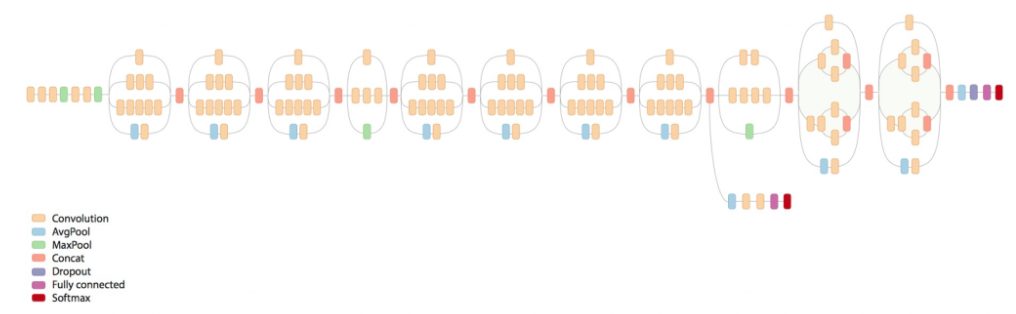 Convolution
AvgPool
MaxPool
Concat
Dropout
Fully connected
Softmax